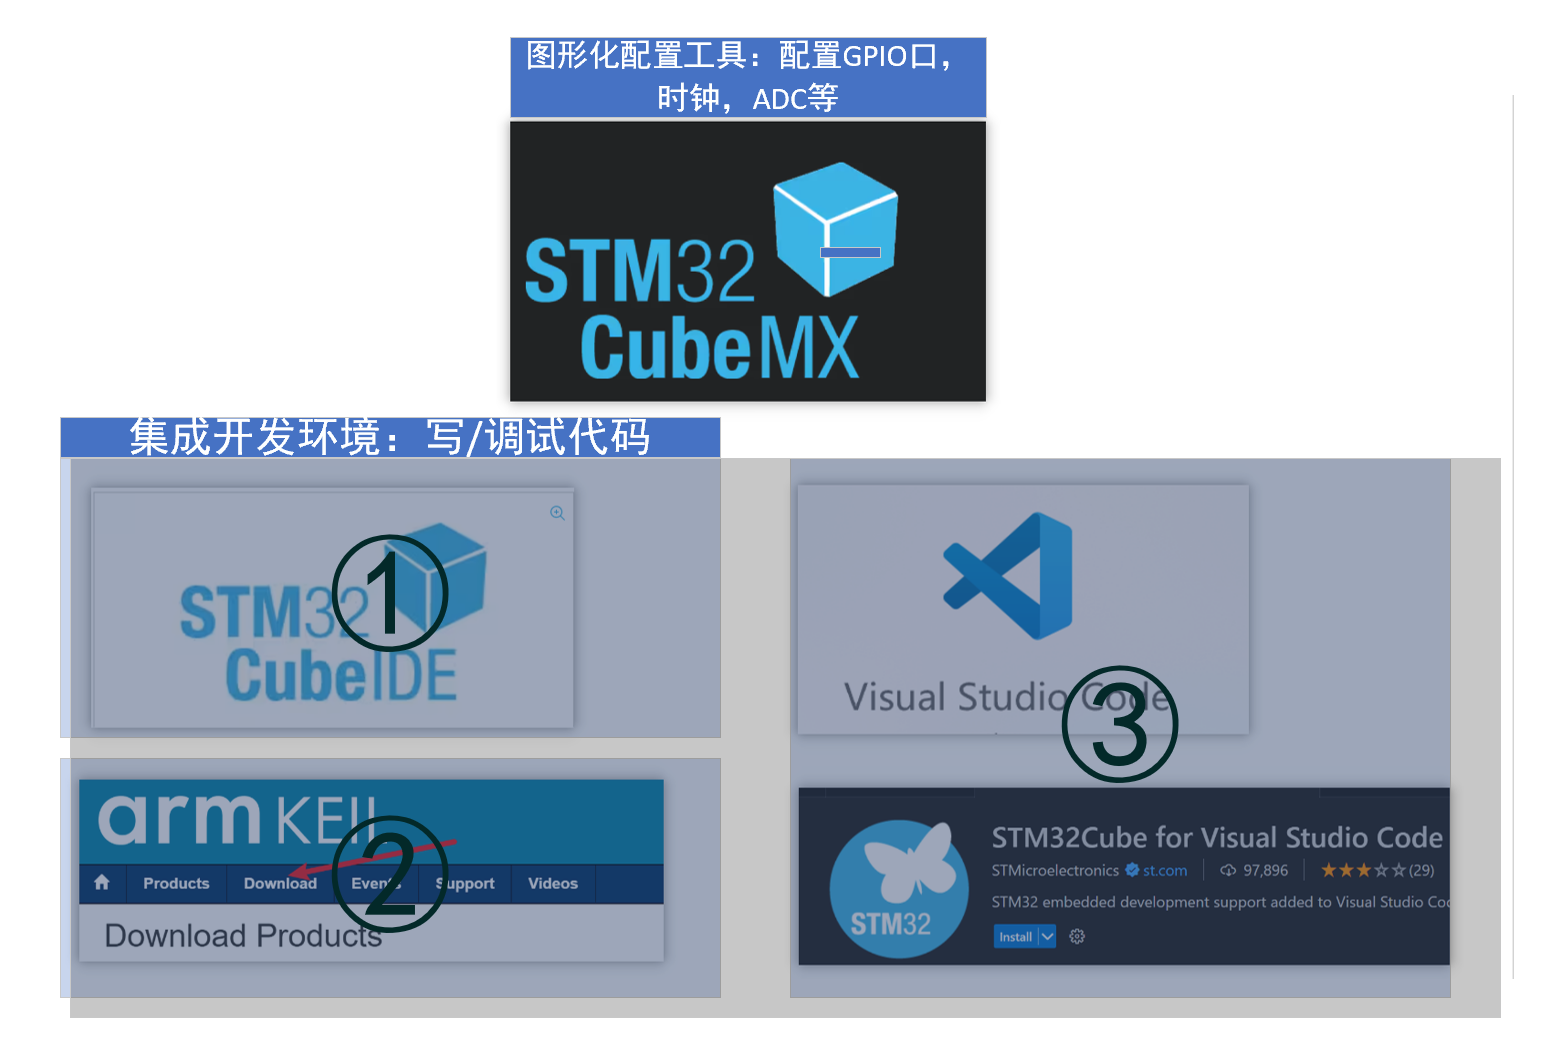 图形化配置工具：配置GPIO口，
时钟，ADC等
STM32
CubeMX
集成开发环境：写/调试代码
STM32
CubeIDE
①
arm KEIL
Products Download Events Support Videos
Download Products
②
Visual Studio Code
③
STM32Cube for Visual Studio Code
STMicroelectronics st.com 97,896 (29)
STM32 embedded development support added to Visual Studio Co
Install
STM32